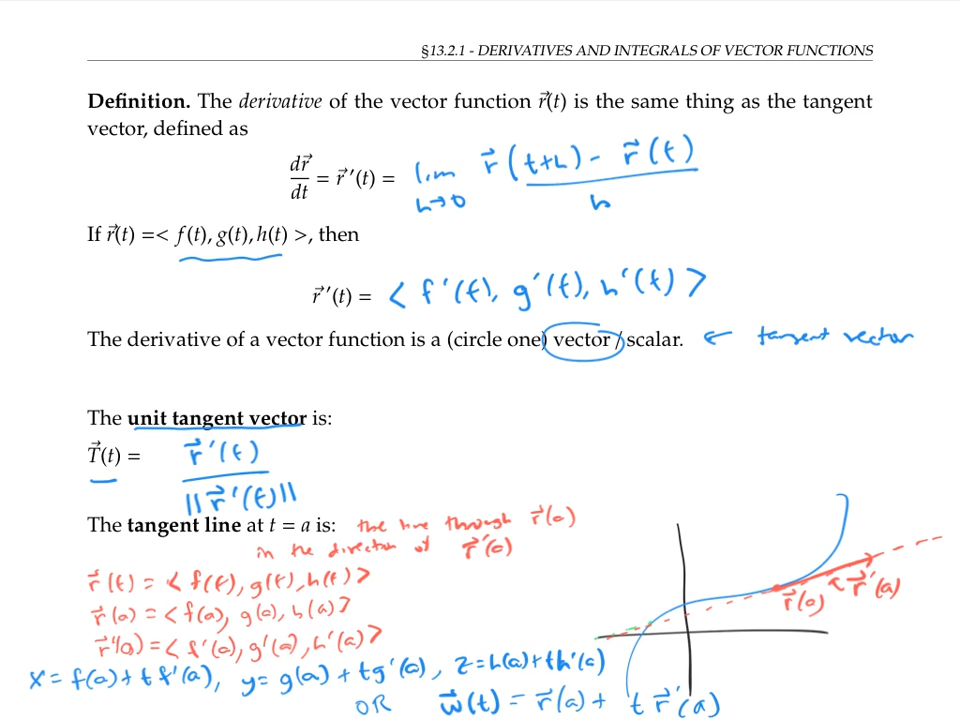 §13.2.1 - DERIVATIVES AND INTEGRALS OF VECTOR FUNCTIONS
Definition. The derivative of the vector function r⃗(t) is the same thing as the tangent
vector, defined as
dr⃗/dt = r⃗ ′(t) = lim h→0 (r⃗(t+h) - r⃗(t))/h
If r⃗(t) =< f(t), g(t), h(t) >, then
r⃗ ′(t) = < f′(t), g′(t), h′(t) >
The derivative of a vector function is a (circle one) vector / scalar. ← tangent vector
The unit tangent vector is:
T⃗(t) = r⃗ ′(t) / ||r⃗ ′(t)||
The tangent line at t = a is: the line through r⃗(a)
in the direction of r⃗ ′(a)
r⃗(t) = < f(t), g(t), h(t) >
r⃗(a) = < f(a), g(a), h(a) >
r⃗ ′(a) = < f′(a), g′(a), h′(a) >
r⃗(a) r⃗ ′(a)
x = f(a) + t f′(a), y = g(a) + t g′(a), z = h(a) + t h′(a)
OR w⃗(t) = r⃗(a) + t r⃗ ′(a)